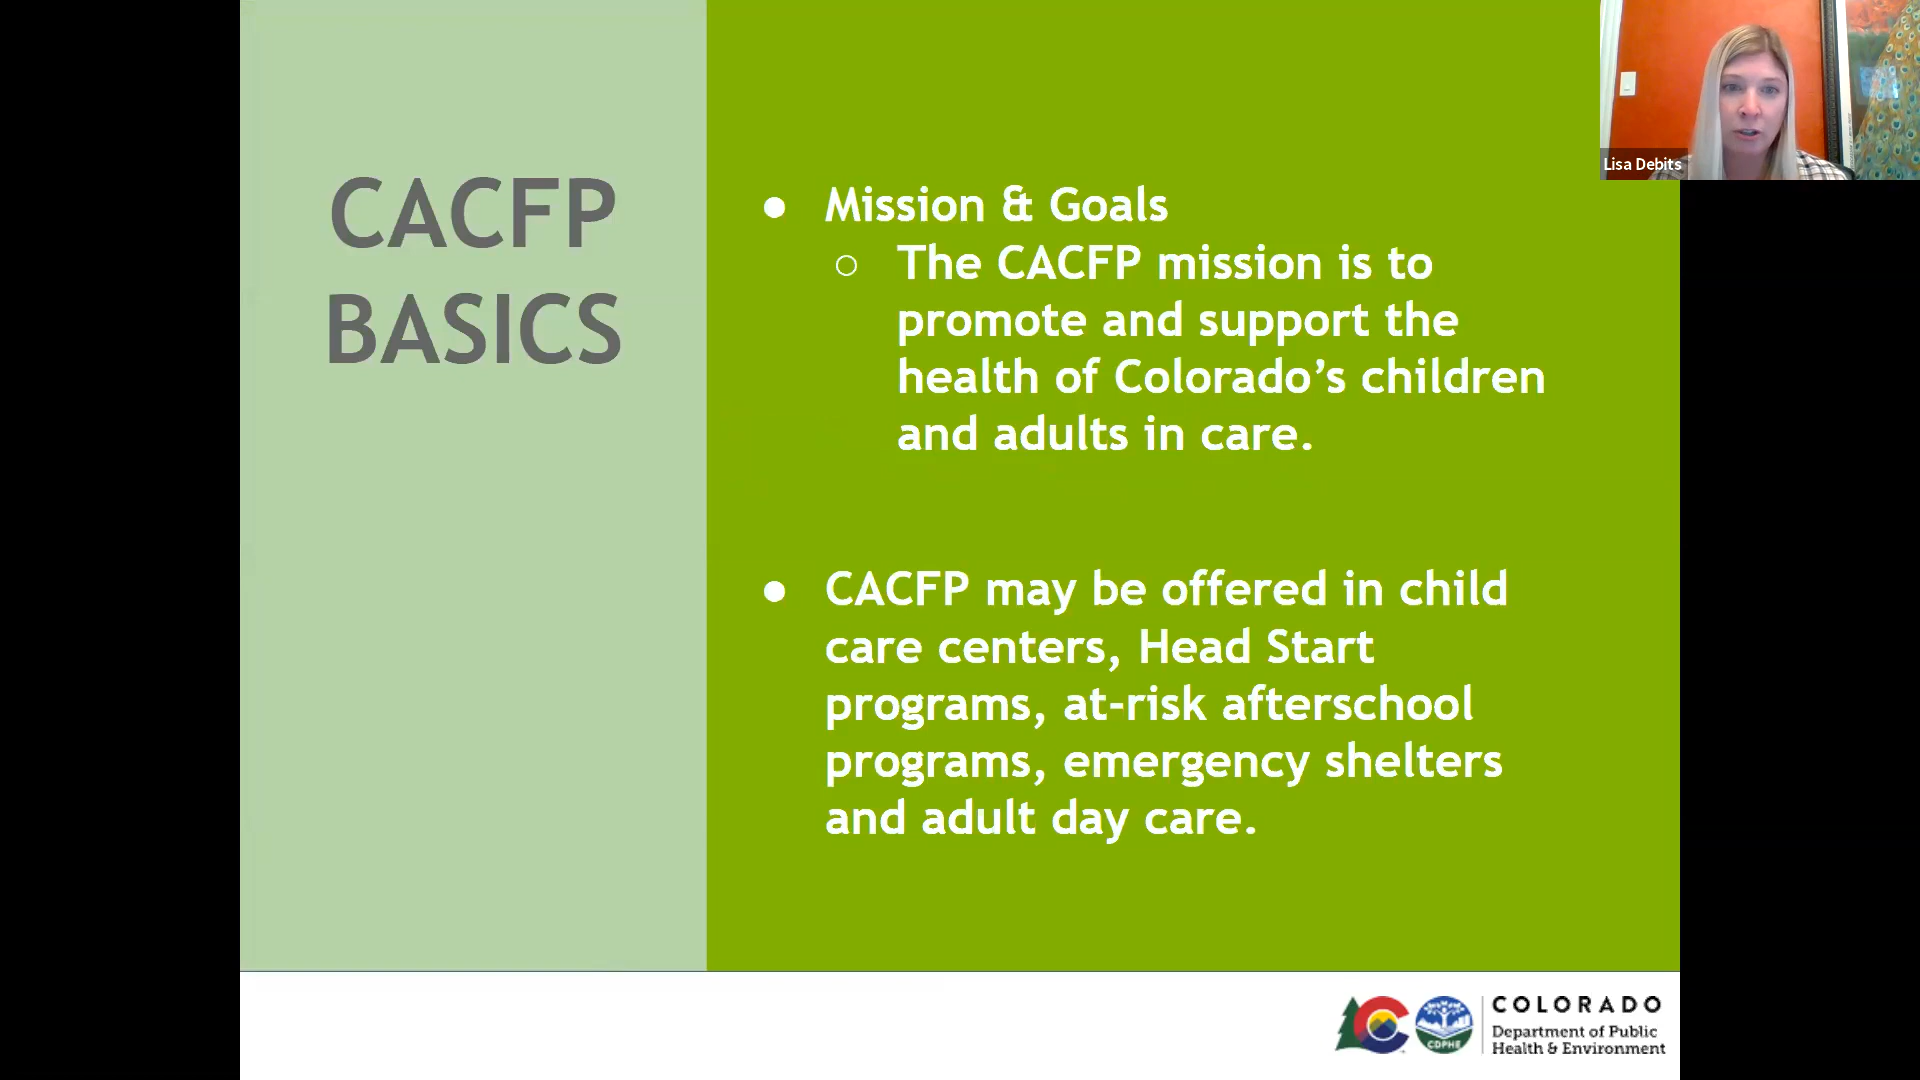 CACFP
BASICS
● Mission & Goals
○ The CACFP mission is to
promote and support the
health of Colorado’s children
and adults in care.
● CACFP may be offered in child
care centers, Head Start
programs, at-risk afterschool
programs, emergency shelters
and adult day care.
Lisa Debits
CDPHE
COLORADO
Department of Public
Health & Environment